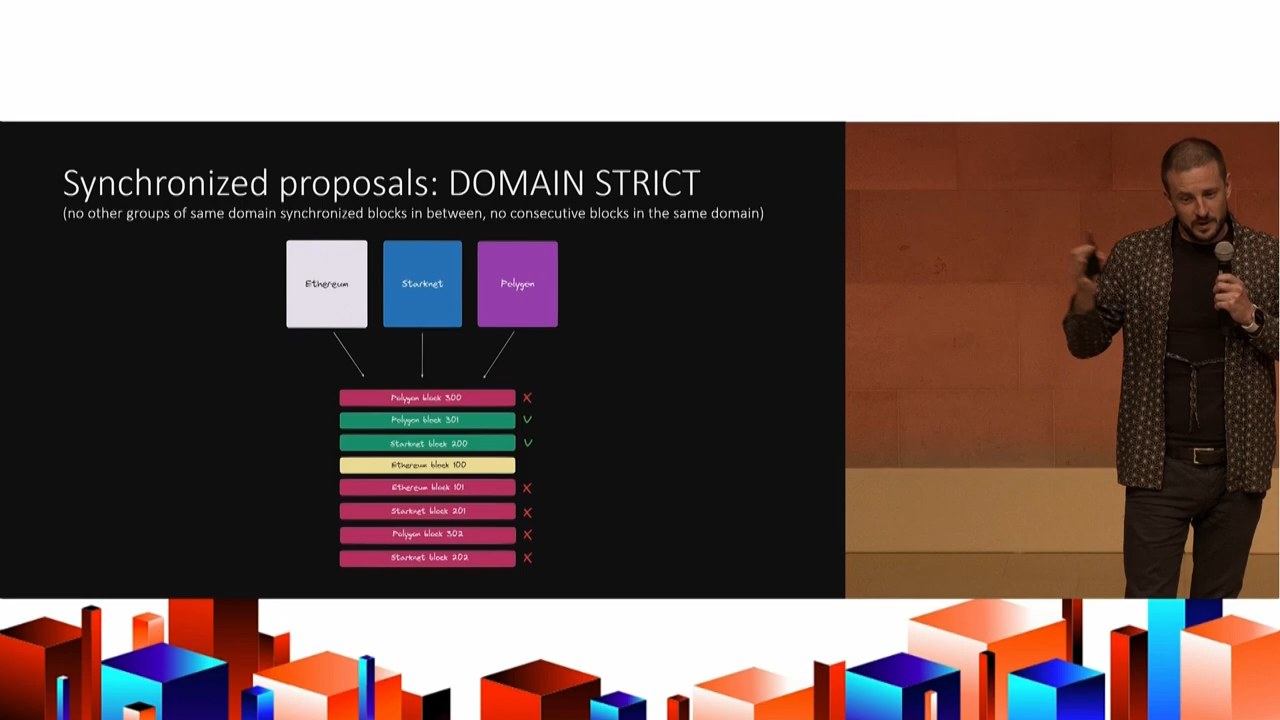 Synchronized proposals: DOMAIN STRICT
(no other groups of same domain synchronized blocks in between, no consecutive blocks in the same domain)
Ethereum
Starknet
Polygon
Polygon block 300
Polygon block 301
Starknet block 200
Ethereum block 100
Ethereum block 101
Starknet block 201
Polygon block 302
Starknet block 202